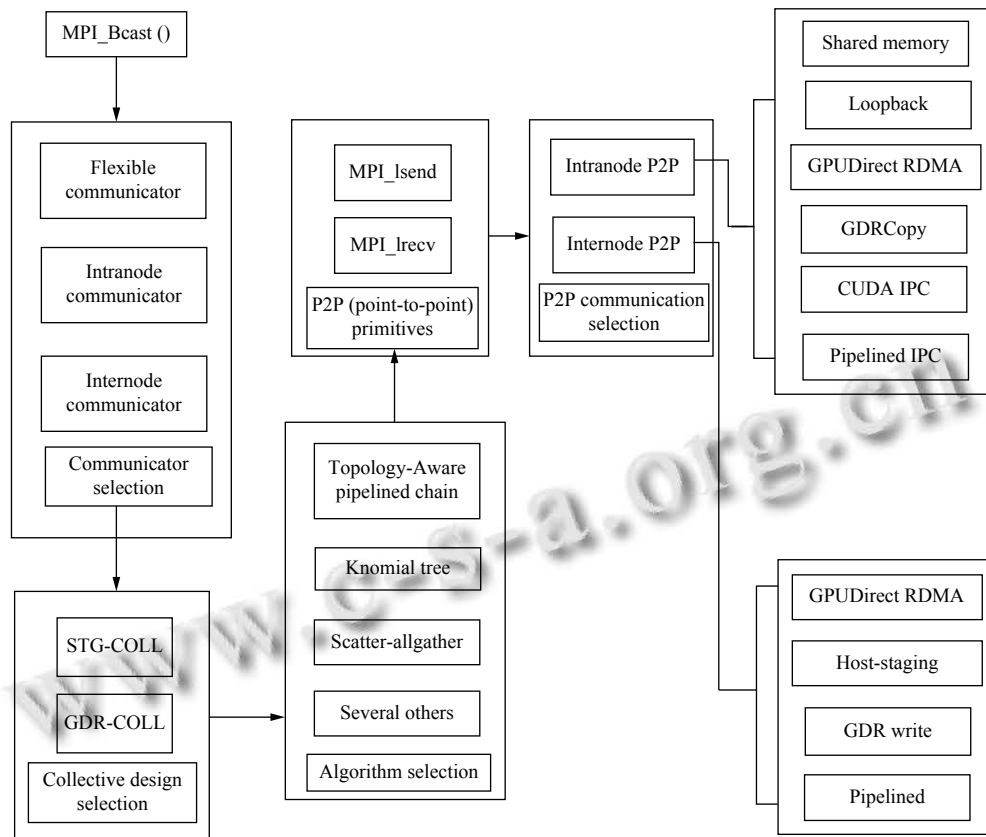 MPI_Bcast ()
Flexible
communicator
Intranode
communicator
Internode
communicator
Communicator
selection
STG-COLL
GDR-COLL
Collective design
selection
Topology-Aware
pipelined chain
Knomial tree
Scatter-allgather
Several others
Algorithm selection
MPI_lsend
MPI_lrecv
P2P (point-to-point)
primitives
Intranode P2P
Internode P2P
P2P communication
selection
Shared memory
Loopback
GPUDirect RDMA
GDRCopy
CUDA IPC
Pipelined IPC
GPUDirect RDMA
Host-staging
GDR write
Pipelined
www.c-s-a.org.cn